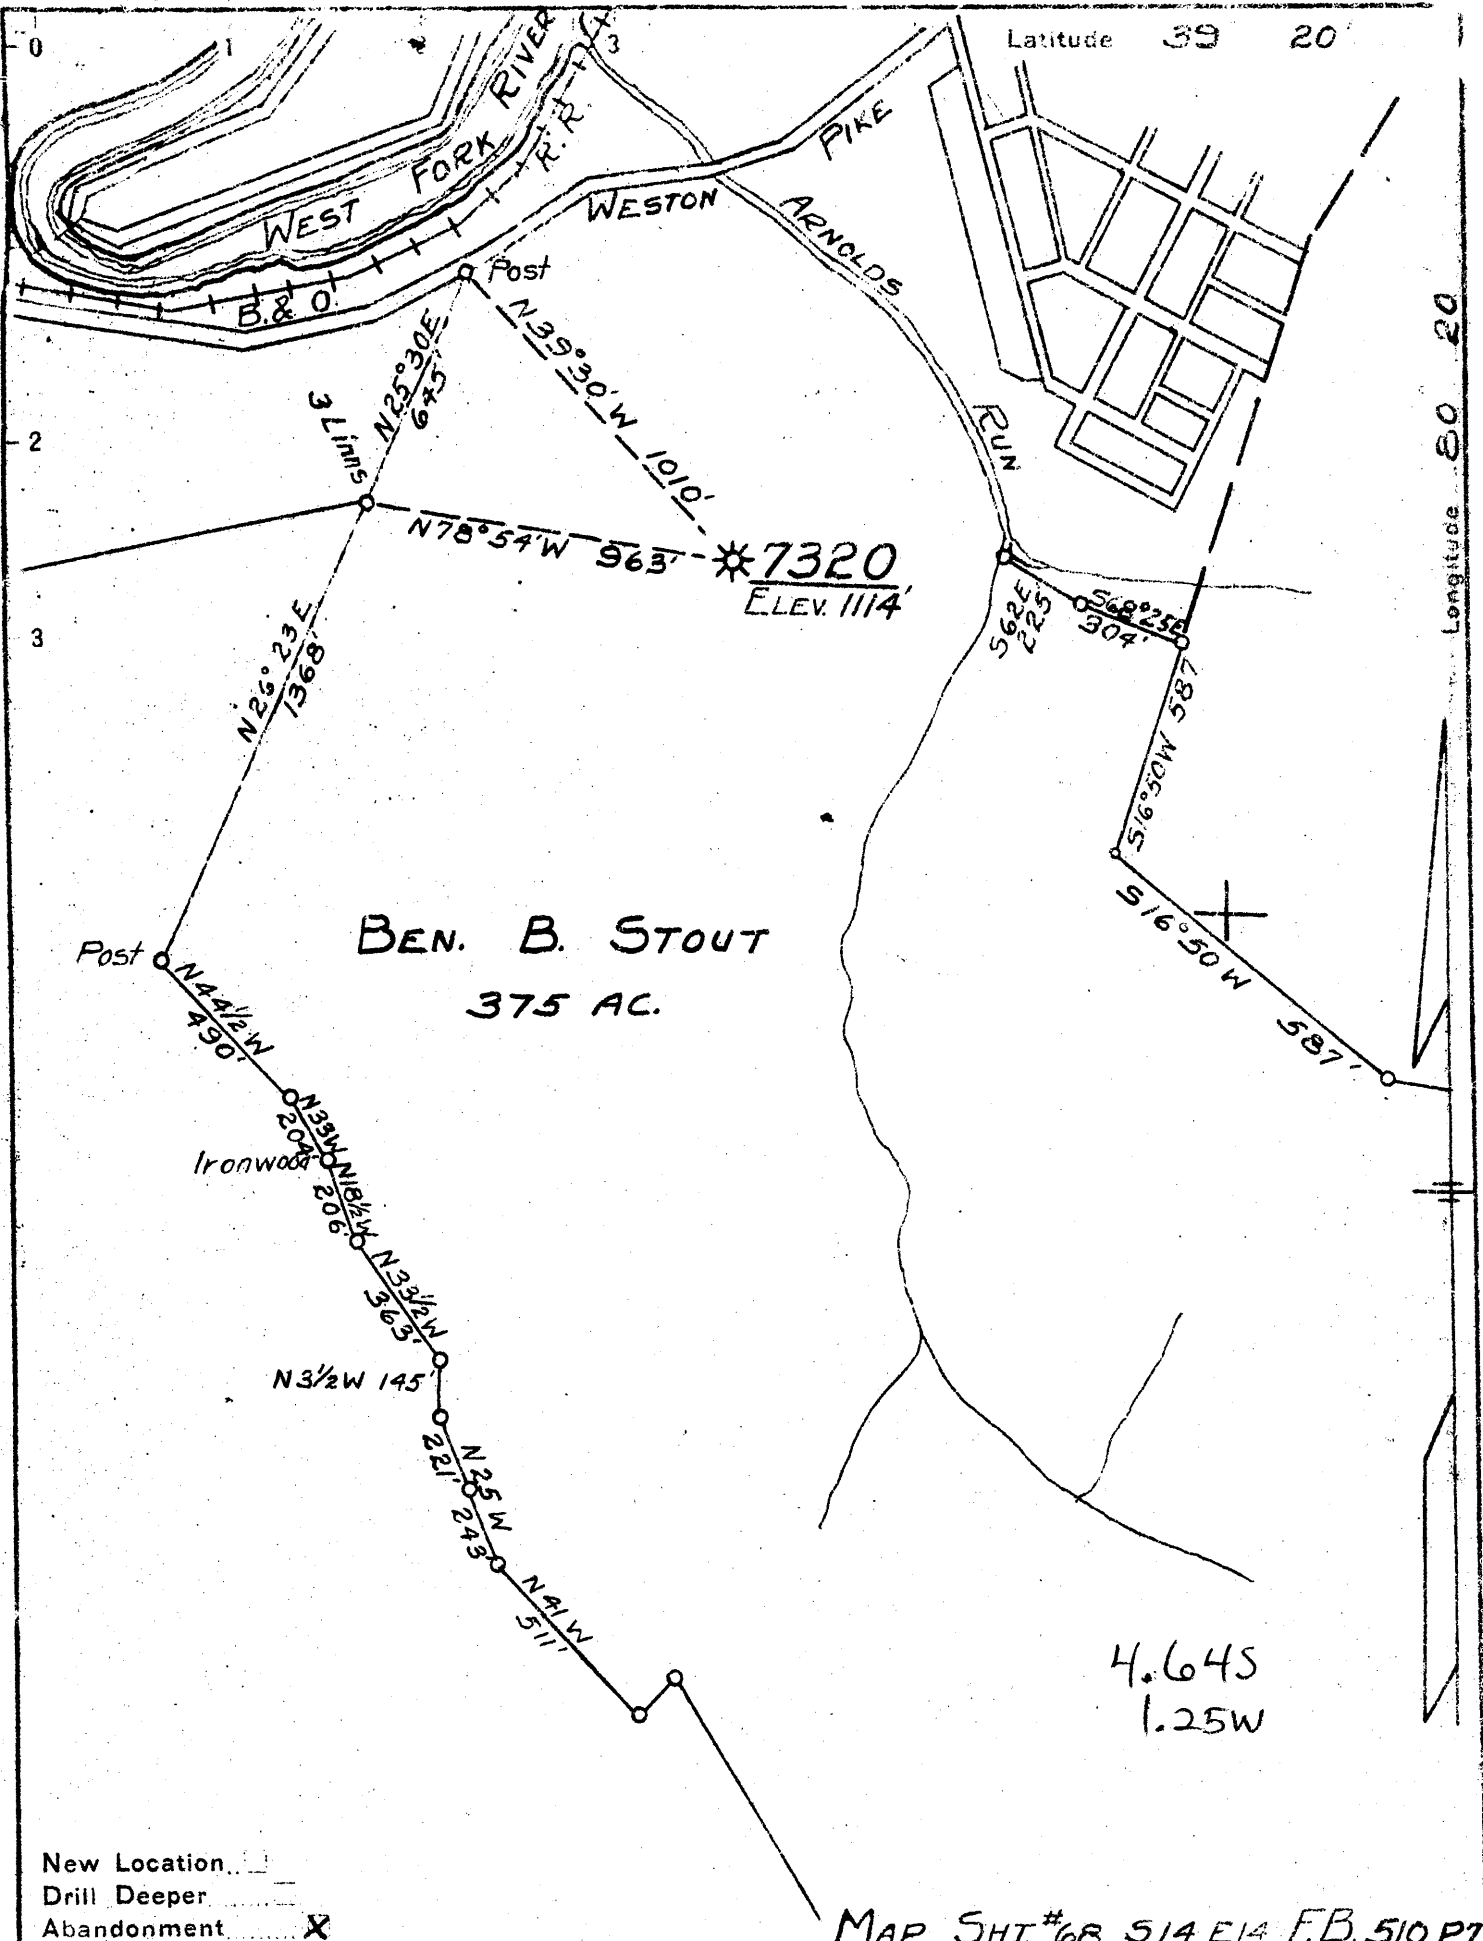 0 1 2 3
Latitude 39 20'
RIVER
FORK
WEST
R. R.
B. & O.
PIKE
WESTON
ARNOLDS
RUN
Post
N25°30E
645'
N39°30'W 1010'
3 Linns
2
N78°54'W 963'
7320
ELEV. 1114'
Longitude 80 20
3
S62E
225'
S68°25E
304'
N26°23E
1368'
S16°50W 587
S16°50W 587'
Post
BEN. B. STOUT
375 AC.
N44½W
490'
N33W
204'
Ironwood
N18½W
206'
N33½W
363'
N3½W 145'
221'
N25W
243'
N41W
511'
4.64S
1.25W
New Location
Drill Deeper
Abandonment X
MAP SHT #68 S14 E14 F.B. 510 P7